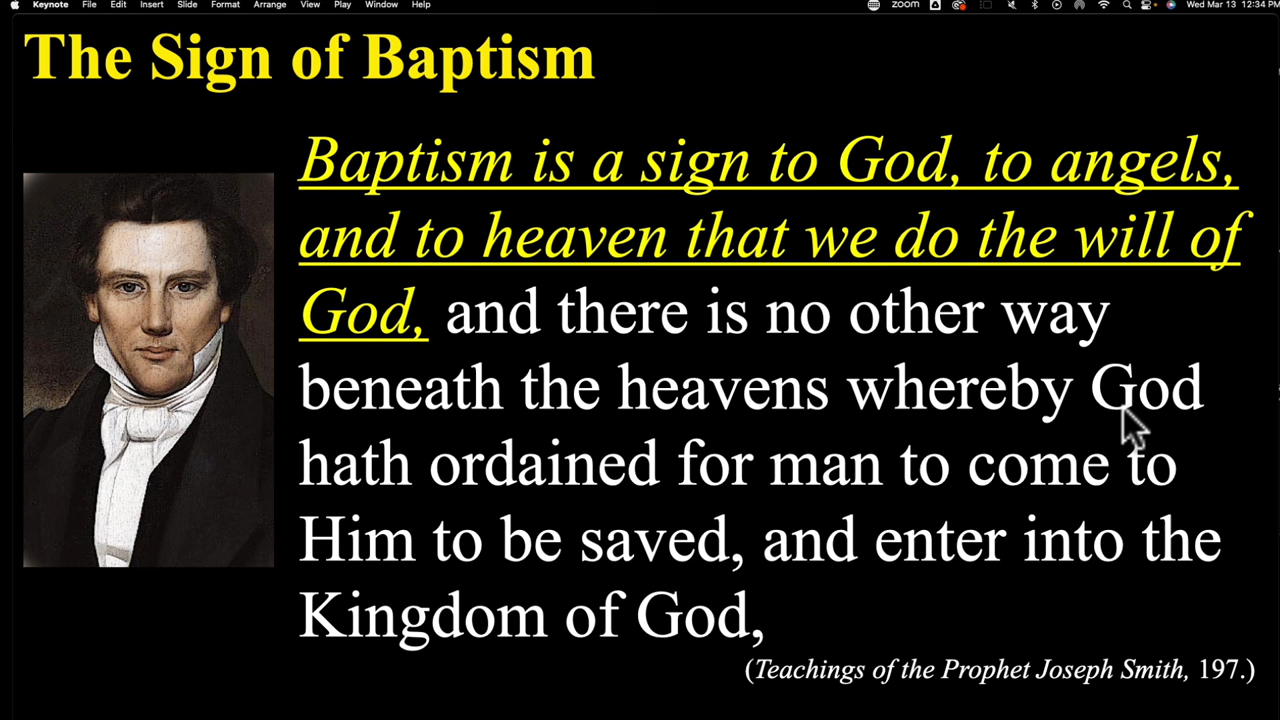 Keynote File Edit Insert Slide Format Arrange View Play Window Help zoom Wed Mar 13 12:34 PM
The Sign of Baptism
Baptism is a sign to God, to angels,
and to heaven that we do the will of
God, and there is no other way
beneath the heavens whereby God
hath ordained for man to come to
Him to be saved, and enter into the
Kingdom of God,
(Teachings of the Prophet Joseph Smith, 197.)